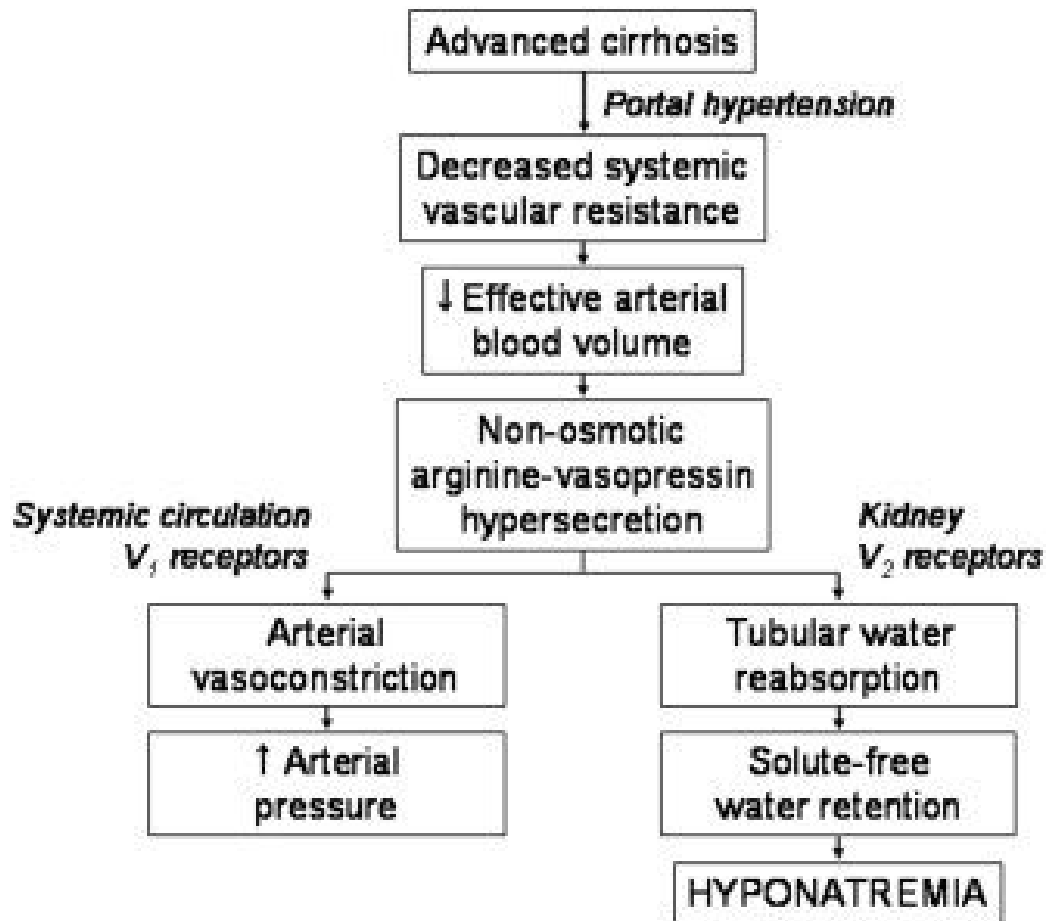 Advanced cirrhosis
Portal hypertension
Decreased systemic
vascular resistance
↓ Effective arterial
blood volume
Non-osmotic
arginine-vasopressin
hypersecretion
Systemic circulation
V₁ receptors
Kidney
V₂ receptors
Arterial
vasoconstriction
↑ Arterial
pressure
Tubular water
reabsorption
Solute-free
water retention
HYPONATREMIA